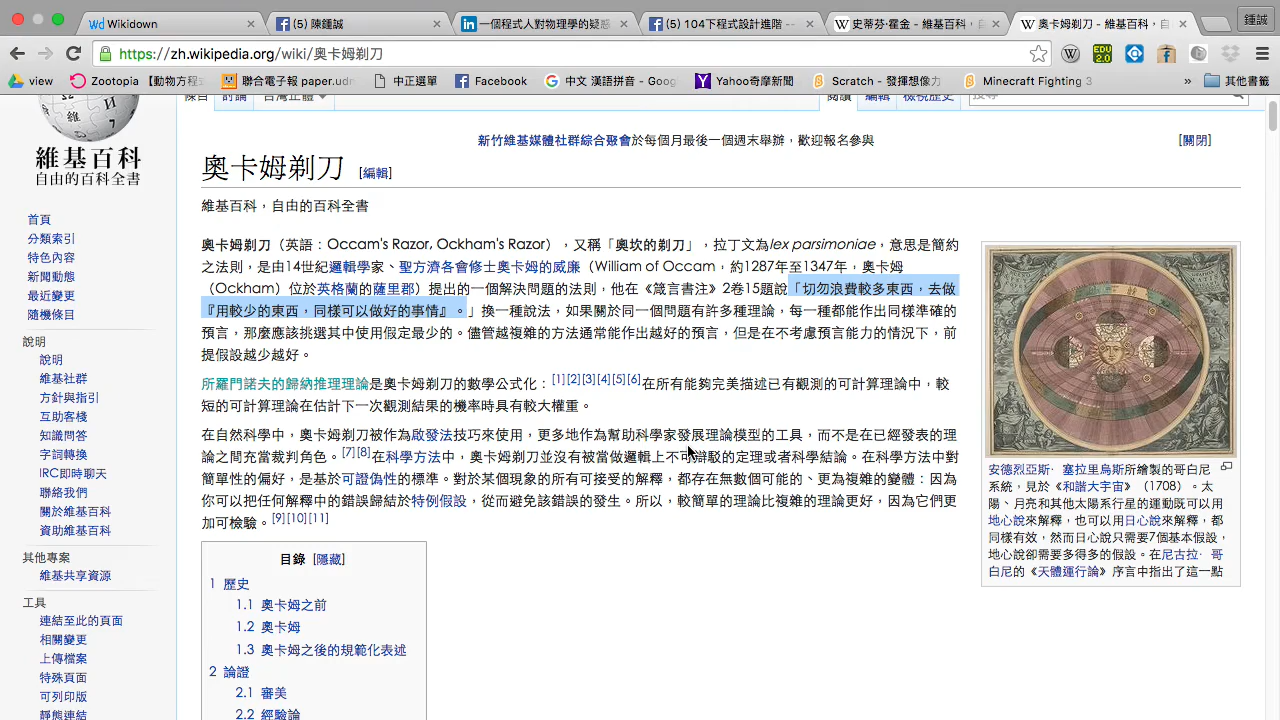 Wikidown
(5) 陳鍾誠
一個程式人對物理學的疑惑
(5) 104下程式設計進階 -
史蒂芬·霍金 - 維基百科，自
奧卡姆剃刀 - 維基百科，自
鍾誠
https://zh.wikipedia.org/wiki/奧卡姆剃刀
view
Zootopia 【動物方程
聯合電子報 paper.udn
中正選單
Facebook
中文 漢語拼音 - Goog
Yahoo奇摩新聞
Scratch - 發揮想像力
Minecraft Fighting 3
»
其他書籤
條目
討論
台灣正體
閱讀
編輯
檢視歷史
搜尋
維基百科
自由的百科全書
新竹維基媒體社群綜合聚會於每個月最後一個週末舉辦，歡迎報名參與
[關閉]
奧卡姆剃刀 [編輯]
維基百科，自由的百科全書
奧卡姆剃刀（英語：Occam's Razor, Ockham's Razor），又稱「奧坎的剃刀」，拉丁文為lex parsimoniae，意思是簡約
之法則，是由14世紀邏輯學家、聖方濟各會修士奧卡姆的威廉（William of Occam，約1287年至1347年，奧卡姆
（Ockham）位於英格蘭的薩里郡）提出的一個解決問題的法則，他在《箴言書注》2卷15題說「切勿浪費較多東西，去做
『用較少的東西，同樣可以做好的事情』。」換一種說法，如果關於同一個問題有許多種理論，每一種都能作出同樣準確的
預言，那麼應該挑選其中使用假定最少的。儘管越複雜的方法通常能作出越好的預言，但是在不考慮預言能力的情況下，前
提假設越少越好。
所羅門諾夫的歸納推理理論是奧卡姆剃刀的數學公式化：[1][2][3][4][5][6]在所有能夠完美描述已有觀測的可計算理論中，較
短的可計算理論在估計下一次觀測結果的機率時具有較大權重。
在自然科學中，奧卡姆剃刀被作為啟發法技巧來使用，更多地作為幫助科學家發展理論模型的工具，而不是在已經發表的理
論之間充當裁判角色。[7][8]在科學方法中，奧卡姆剃刀並沒有被當做邏輯上不可辯駁的定理或者科學結論。在科學方法中對
簡單性的偏好，是基於可證偽性的標準。對於某個現象的所有可接受的解釋，都存在無數個可能的、更為複雜的變體：因為
你可以把任何解釋中的錯誤歸結於特例假設，從而避免該錯誤的發生。所以，較簡單的理論比複雜的理論更好，因為它們更
加可檢驗。[9][10][11]
安德烈亞斯·塞拉里烏斯所繪製的哥白尼
系統，見於《和諧大宇宙》（1708）。太
陽、月亮和其他太陽系行星的運動既可以用
地心說來解釋，也可以用日心說來解釋，都
同樣有效，然而日心說只需要7個基本假設，
地心說卻需要多得多的假設。在尼古拉·哥
白尼的《天體運行論》序言中指出了這一點
目錄 [隱藏]
1 歷史
1.1 奧卡姆之前
1.2 奧卡姆
1.3 奧卡姆之後的規範化表述
2 論證
2.1 審美
2.2 經驗論
首頁
分類索引
特色內容
新聞動態
最近變更
隨機條目
說明
說明
維基社群
方針與指引
互助客棧
知識問答
字詞轉換
IRC即時聊天
聯絡我們
關於維基百科
資助維基百科
其他專案
維基共享資源
工具
連結至此的頁面
相關變更
上傳檔案
特殊頁面
可列印版
靜態連結